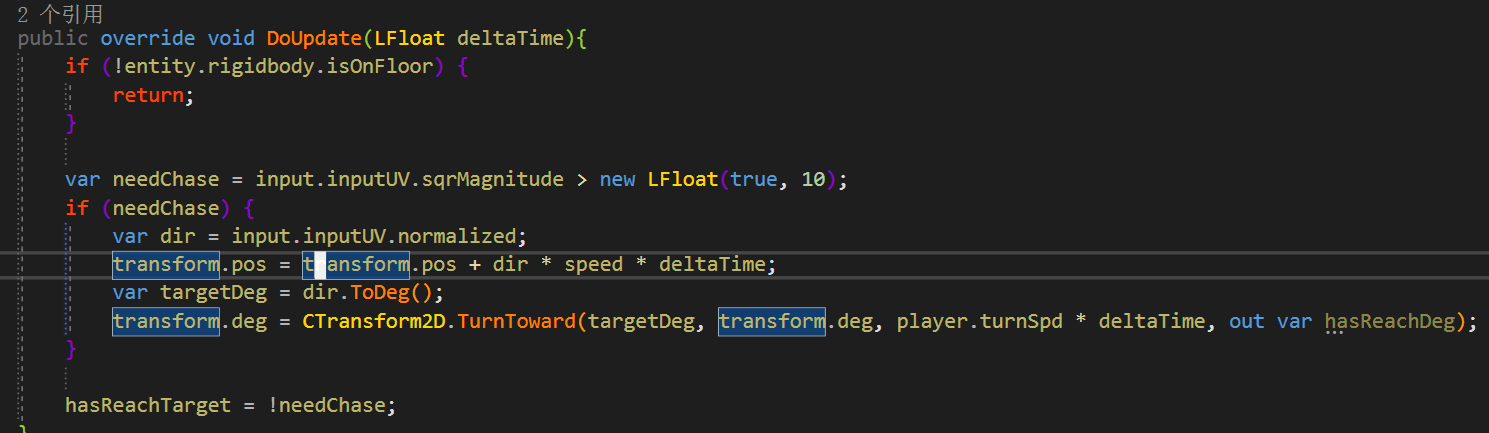 2 个引用
public override void DoUpdate(LFloat deltaTime){
if (!entity.rigidbody.isOnFloor) {
return;
}
var needChase = input.inputUV.sqrMagnitude > new LFloat(true, 10);
if (needChase) {
var dir = input.inputUV.normalized;
transform.pos = transform.pos + dir * speed * deltaTime;
var targetDeg = dir.ToDeg();
transform.deg = CTransform2D.TurnToward(targetDeg, transform.deg, player.turnSpd * deltaTime, out var hasReachDeg);
}
hasReachTarget = !needChase;
}